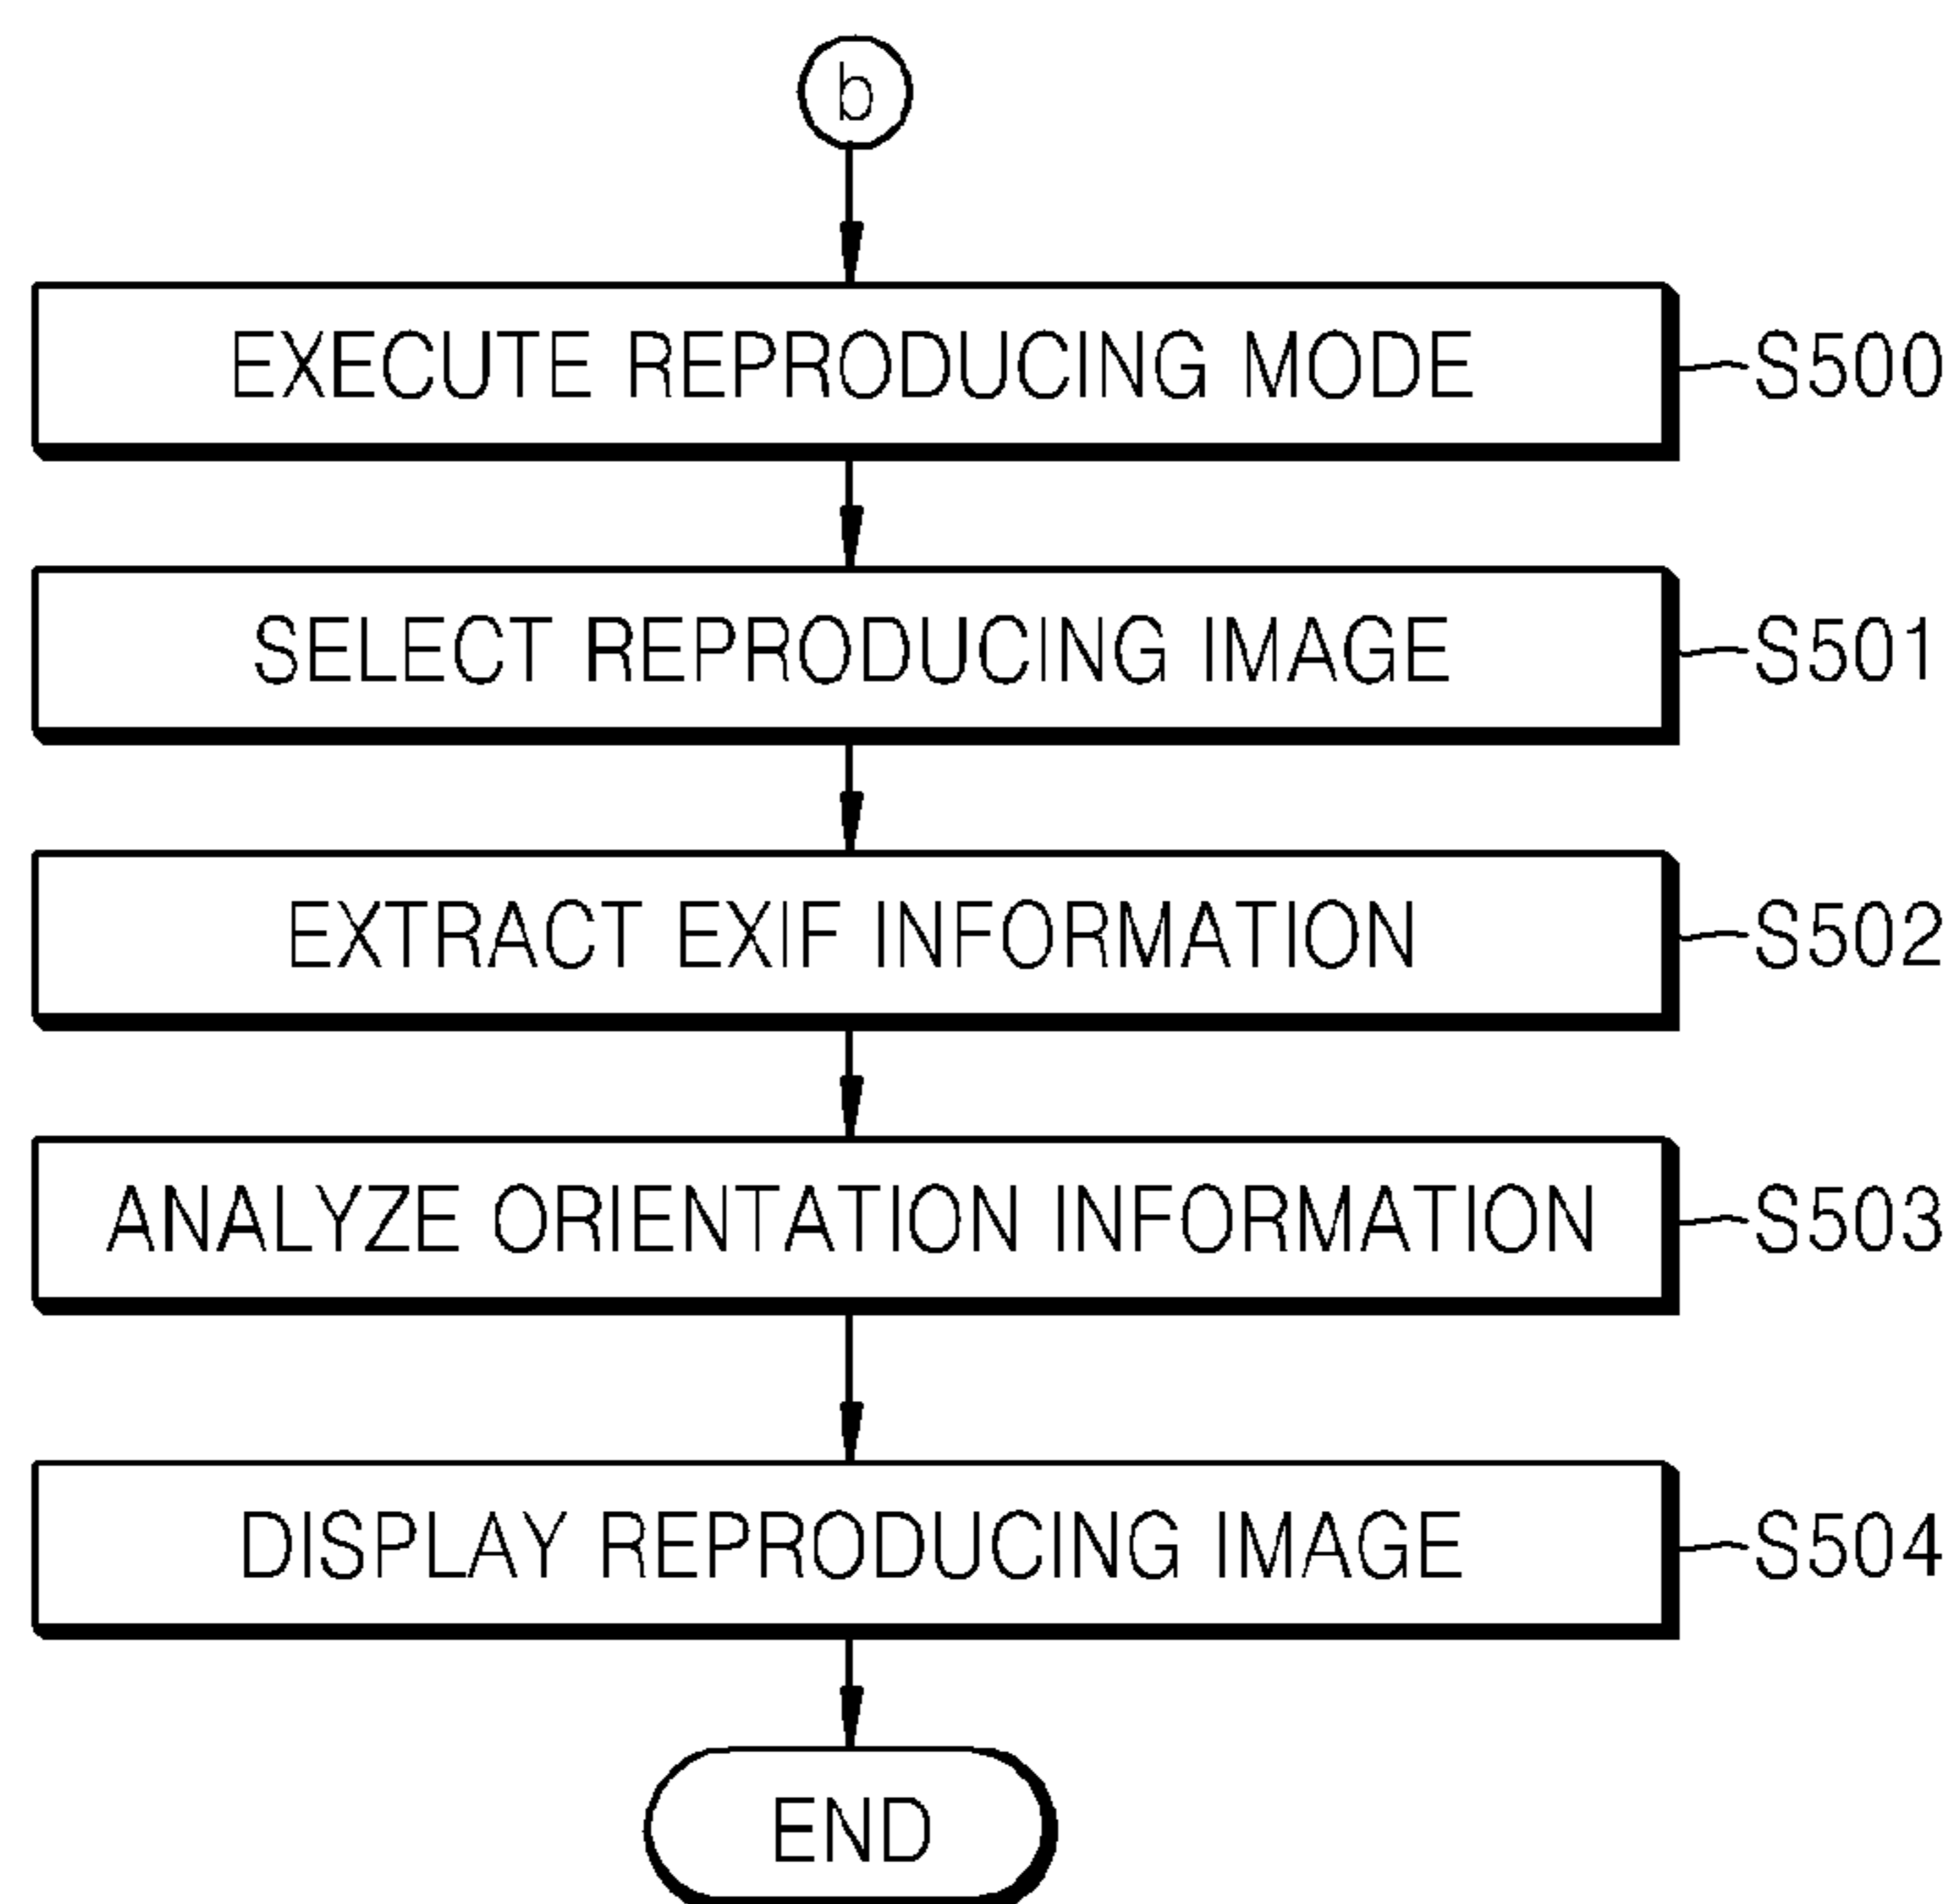 b
EXECUTE REPRODUCING MODE S500
SELECT REPRODUCING IMAGE S501
EXTRACT EXIF INFORMATION S502
ANALYZE ORIENTATION INFORMATION S503
DISPLAY REPRODUCING IMAGE S504
END